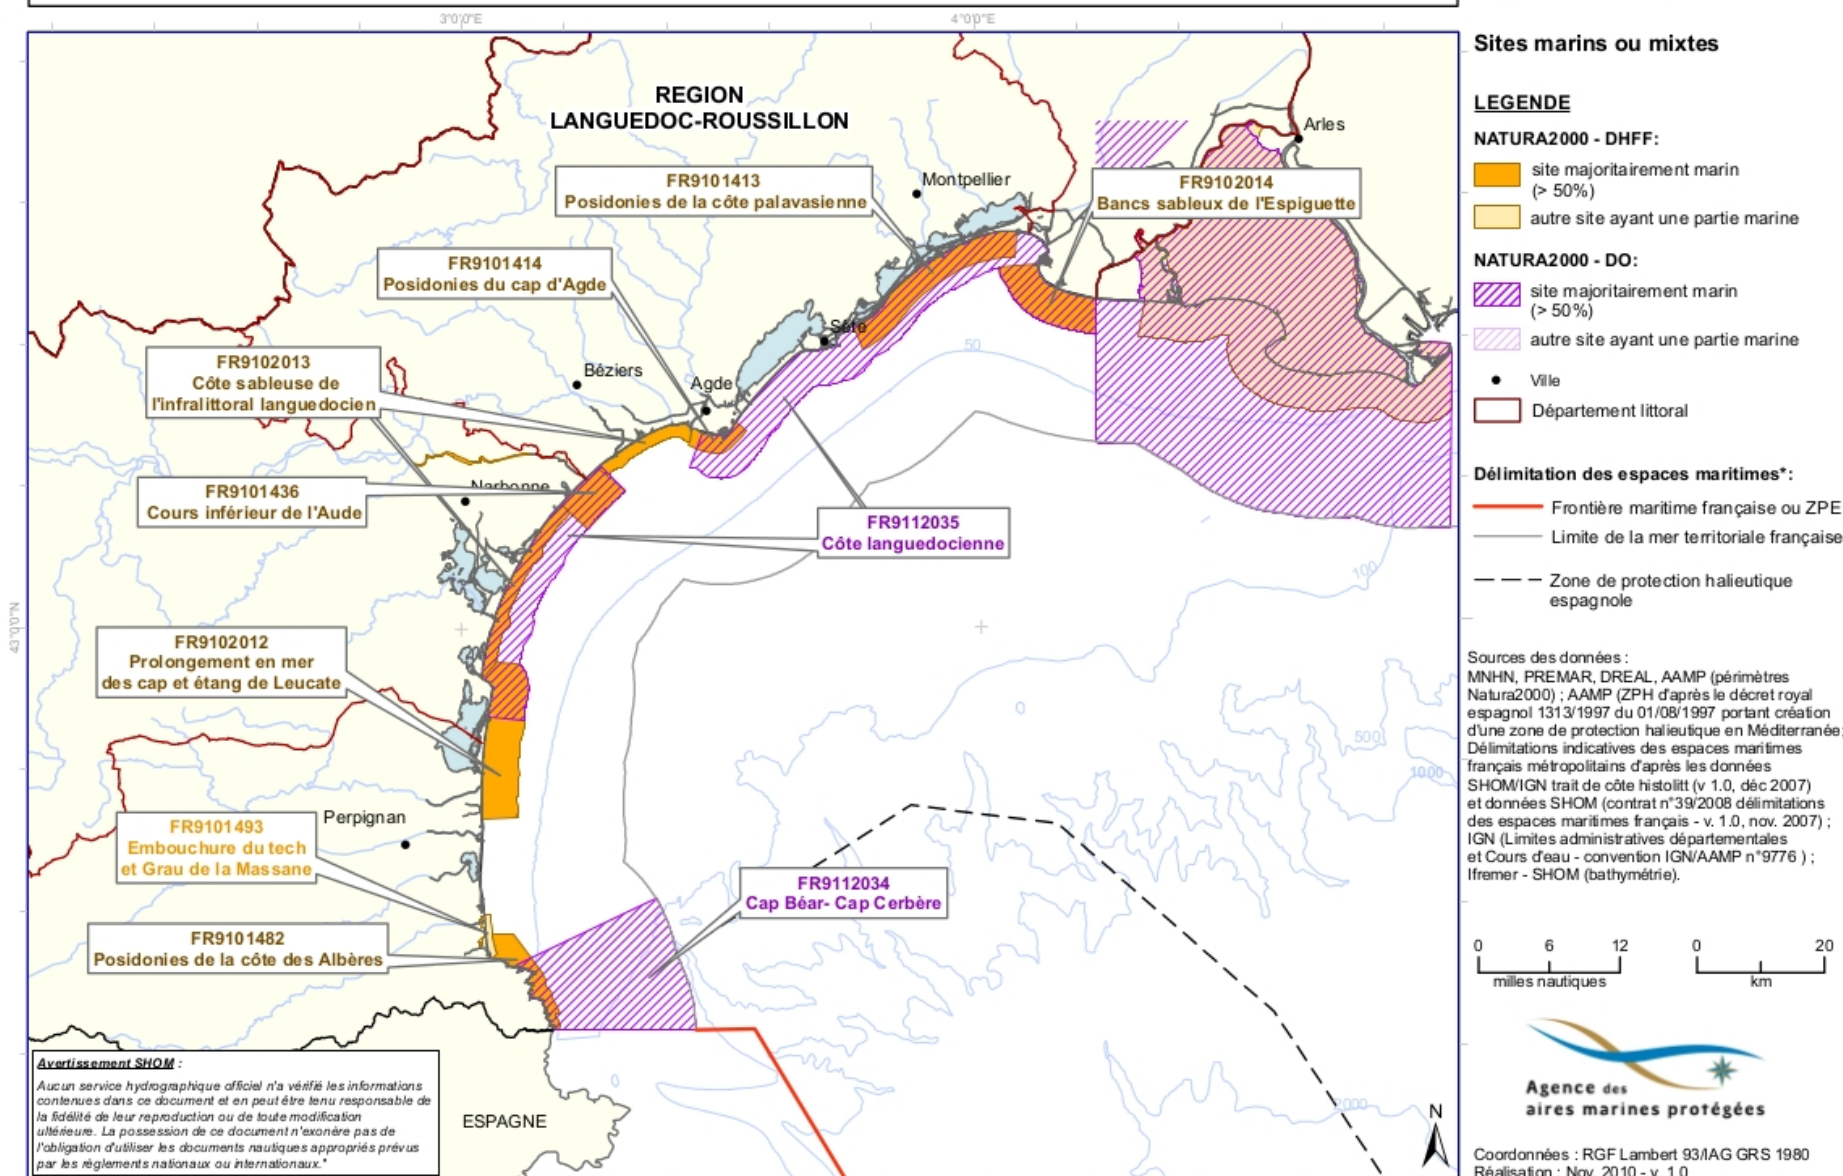 3°0'0"E
4°0'0"E
43°0'0"N
REGION
LANGUEDOC-ROUSSILLON
Arles
Montpellier
FR9101413
Posidonies de la côte palavasienne
FR9102014
Bancs sableux de l'Espiguette
FR9101414
Posidonies du cap d'Agde
Sète
50
FR9102013
Côte sableuse de
l'infralittoral languedocien
Béziers
Agde
FR9101436
Cours inférieur de l'Aude
Narbonne
FR9112035
Côte languedocienne
100
FR9102012
Prolongement en mer
des cap et étang de Leucate
0
500
1000
Perpignan
FR9101493
Embouchure du tech
et Grau de la Massane
FR9112034
Cap Béar- Cap Cerbère
FR9101482
Posidonies de la côte des Albères
0
2000
ESPAGNE
N
Avertissement SHOM :
Aucun service hydrographique officiel n'a vérifié les informations
contenues dans ce document et en peut être tenu responsable de
la fidélité de leur reproduction ou de toute modification
ultérieure. La possession de ce document n'exonère pas de
l'obligation d'utiliser les documents nautiques appropriés prévus
par les règlements nationaux ou internationaux."
Sites marins ou mixtes
LEGENDE
NATURA2000 - DHFF:
site majoritairement marin
(> 50%)
autre site ayant une partie marine
NATURA2000 - DO:
site majoritairement marin
(> 50%)
autre site ayant une partie marine
Ville
Département littoral
Délimitation des espaces maritimes*:
Frontière maritime française ou ZPE
Limite de la mer territoriale française
Zone de protection halieutique
espagnole
Sources des données :
MNHN, PREMAR, DREAL, AAMP (périmètres
Natura2000) ; AAMP (ZPH d'après le décret royal
espagnol 1313/1997 du 01/08/1997 portant création
d'une zone de protection halieutique en Méditerranée;
Délimitations indicatives des espaces maritimes
français métropolitains d'après les données
SHOM/IGN trait de côte histolitt (v 1.0, déc 2007)
et données SHOM (contrat n°39/2008 délimitations
des espaces maritimes français - v. 1.0, nov. 2007) ;
IGN (Limites administratives départementales
et Cours d'eau - convention IGN/AAMP n°9776 ) ;
Ifremer - SHOM (bathymétrie).
0 6 12
milles nautiques
0 20
km
Agence des
aires marines protégées
Coordonnées : RGF Lambert 93/IAG GRS 1980
Réalisation : Nov. 2010 - v. 1.0